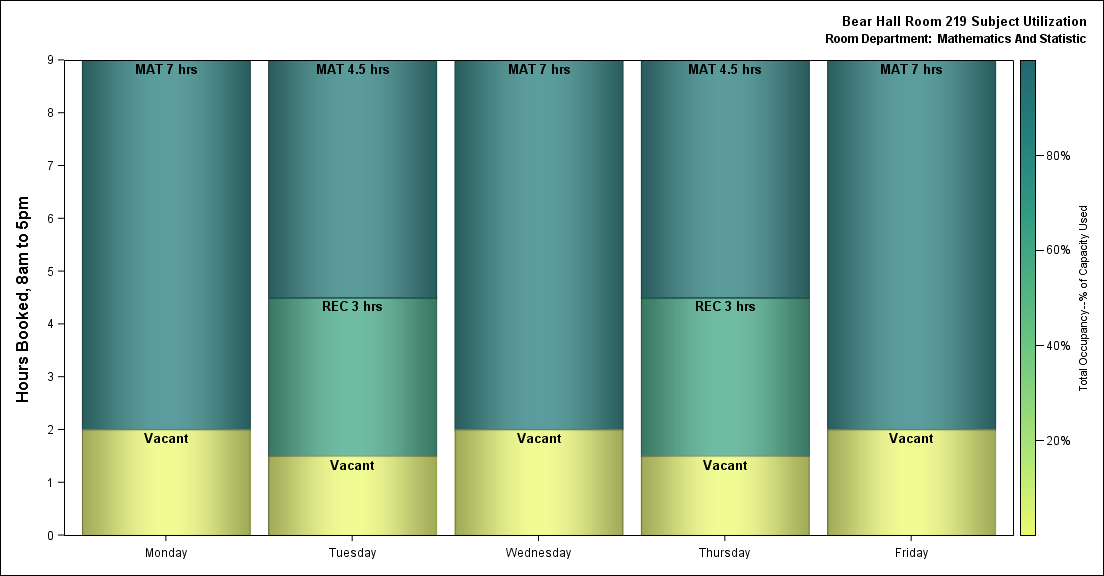 Bear Hall Room 219 Subject Utilization
Room Department: Mathematics And Statistic
Hours Booked, 8am to 5pm
9
8
7
6
5
4
3
2
1
0
MAT 7 hrs
MAT 4.5 hrs
MAT 7 hrs
MAT 4.5 hrs
MAT 7 hrs
REC 3 hrs
REC 3 hrs
Vacant
Vacant
Vacant
Vacant
Vacant
Monday
Tuesday
Wednesday
Thursday
Friday
80%
60%
40%
20%
Total Occupancy--% of Capacity Used